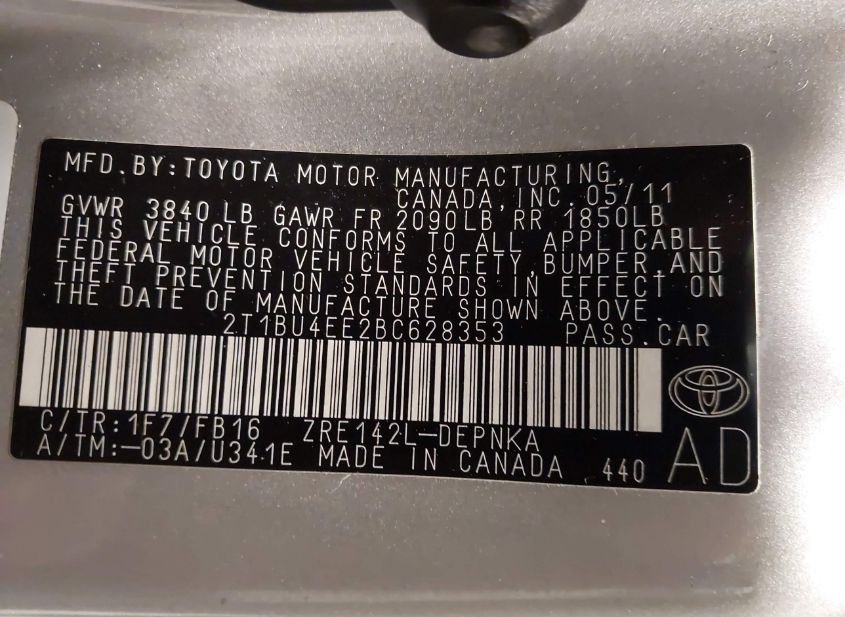 MFD.BY:TOYOTA MOTOR MANUFACTURING,
CANADA, INC. 05/11
GVWR 3840 LB GAWR FR 2090LB RR 1850LB
THIS VEHICLE CONFORMS TO ALL APPLICABLE
FEDERAL MOTOR VEHICLE SAFETY, BUMPER, AND
THEFT PREVENTION STANDARDS IN EFFECT ON
THE DATE OF MANUFACTURE SHOWN ABOVE.
2T1BU4EE2BC628353 PASS.CAR
C/TR:1F7/FB16 ZRE142L-DEPNKA
A/TM:-03A/U341E MADE IN CANADA 440 AD